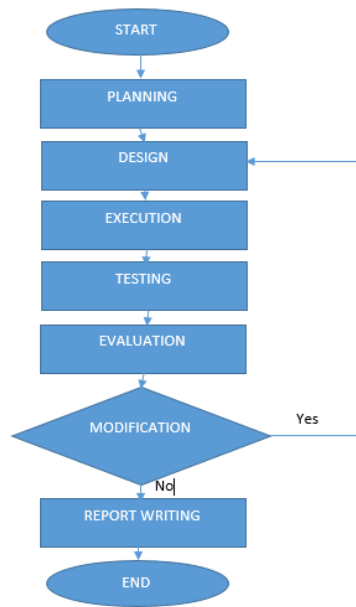 START
PLANNING
DESIGN
EXECUTION
TESTING
EVALUATION
MODIFICATION
Yes
No
REPORT WRITING
END